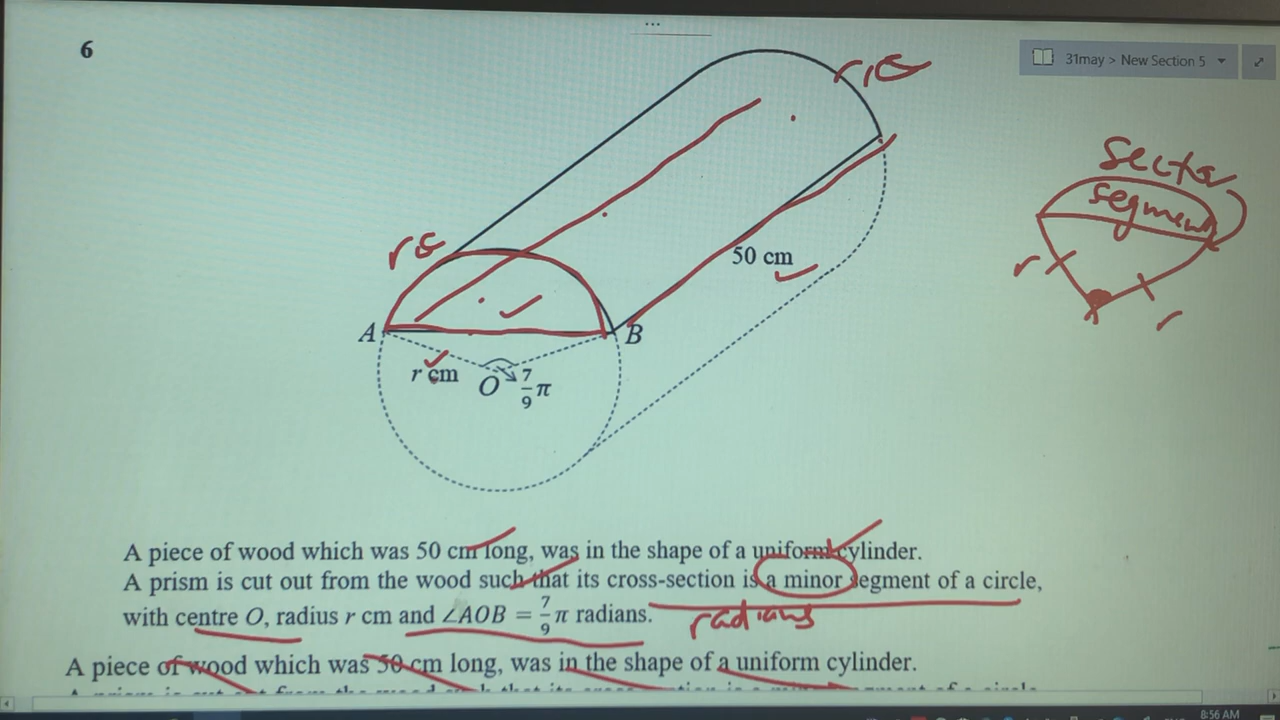 6
31may > New Section 5
r, θ
sector
segment
r θ
50 cm
r
r
A
B
r cm
O
7/9 π
A piece of wood which was 50 cm long, was in the shape of a uniform cylinder.
A prism is cut out from the wood such that its cross-section is a minor segment of a circle,
with centre O, radius r cm and ∠AOB = 7/9 π radians.
radians
A piece of wood which was 50 cm long, was in the shape of a uniform cylinder.
8:56 AM